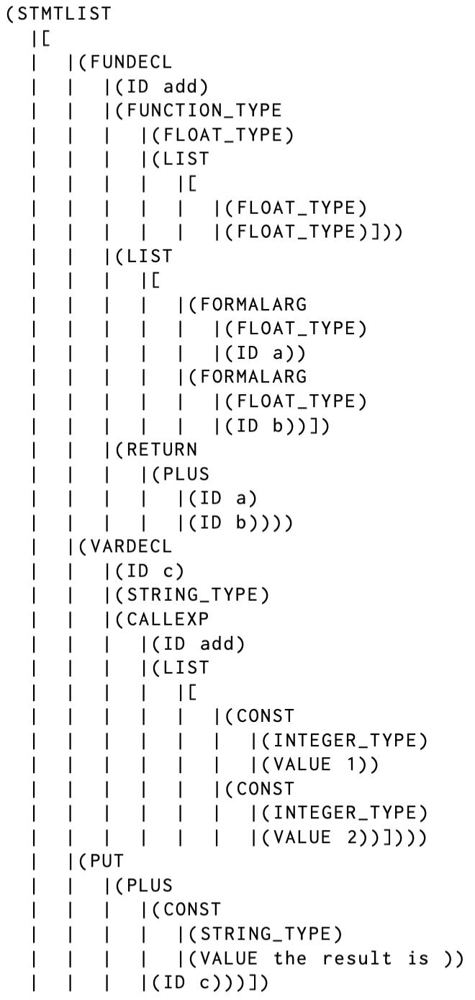 (STMTLIST
  |[
  |  |(FUNDECL
  |  |  |(ID add)
  |  |  |(FUNCTION_TYPE
  |  |  |  |(FLOAT_TYPE)
  |  |  |  |(LIST
  |  |  |  |  |[
  |  |  |  |  |  |(FLOAT_TYPE)
  |  |  |  |  |  |(FLOAT_TYPE)]))
  |  |  |(LIST
  |  |  |  |[
  |  |  |  |  |(FORMALARG
  |  |  |  |  |  |(FLOAT_TYPE)
  |  |  |  |  |  |(ID a))
  |  |  |  |  |(FORMALARG
  |  |  |  |  |  |(FLOAT_TYPE)
  |  |  |  |  |  |(ID b))])
  |  |  |(RETURN
  |  |  |  |(PLUS
  |  |  |  |  |(ID a)
  |  |  |  |  |(ID b))))
  |  |(VARDECL
  |  |  |(ID c)
  |  |  |(STRING_TYPE)
  |  |  |(CALLEXP
  |  |  |  |(ID add)
  |  |  |  |(LIST
  |  |  |  |  |[
  |  |  |  |  |  |(CONST
  |  |  |  |  |  |  |(INTEGER_TYPE)
  |  |  |  |  |  |  |(VALUE 1))
  |  |  |  |  |  |(CONST
  |  |  |  |  |  |  |(INTEGER_TYPE)
  |  |  |  |  |  |  |(VALUE 2))])))
  |  |(PUT
  |  |  |(PLUS
  |  |  |  |(CONST
  |  |  |  |  |(STRING_TYPE)
  |  |  |  |  |(VALUE the result is ))
  |  |  |  |(ID c)))])